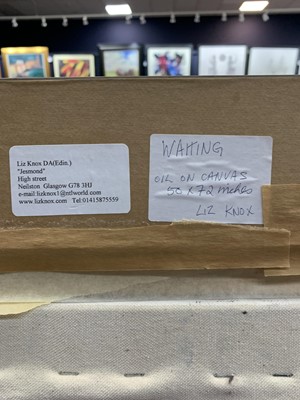 Liz Knox DA(Edin.)
"Jesmond"
High street
Neilston Glasgow G78 3HJ
e-mail:lizknox1@ntlworld.com
www.lizknox.com Tel:01415875559
WAITING
OIL ON CANVAS
50 x 72 inches
LIZ KNOX